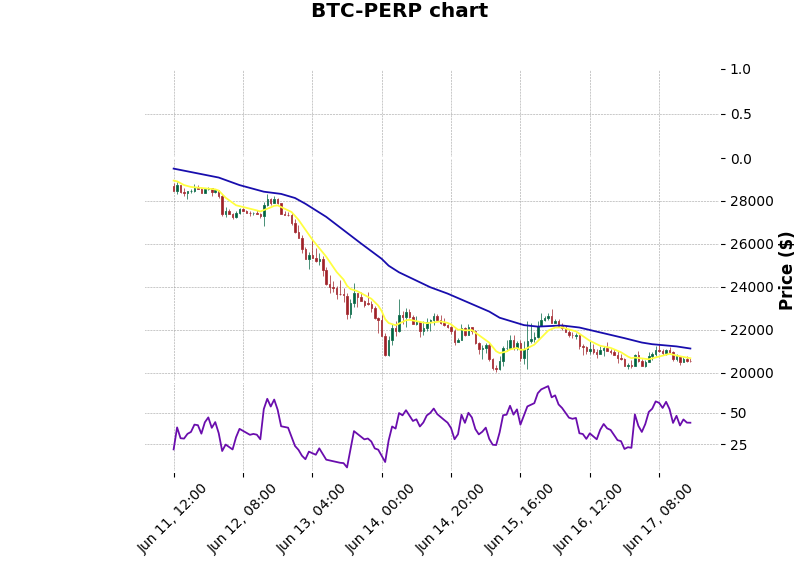 BTC-PERP chart
1.0
0.5
0.0
28000
26000
24000
22000
20000
Price ($)
50
25
Jun 11, 12:00
Jun 12, 08:00
Jun 13, 04:00
Jun 14, 00:00
Jun 14, 20:00
Jun 15, 16:00
Jun 16, 12:00
Jun 17, 08:00